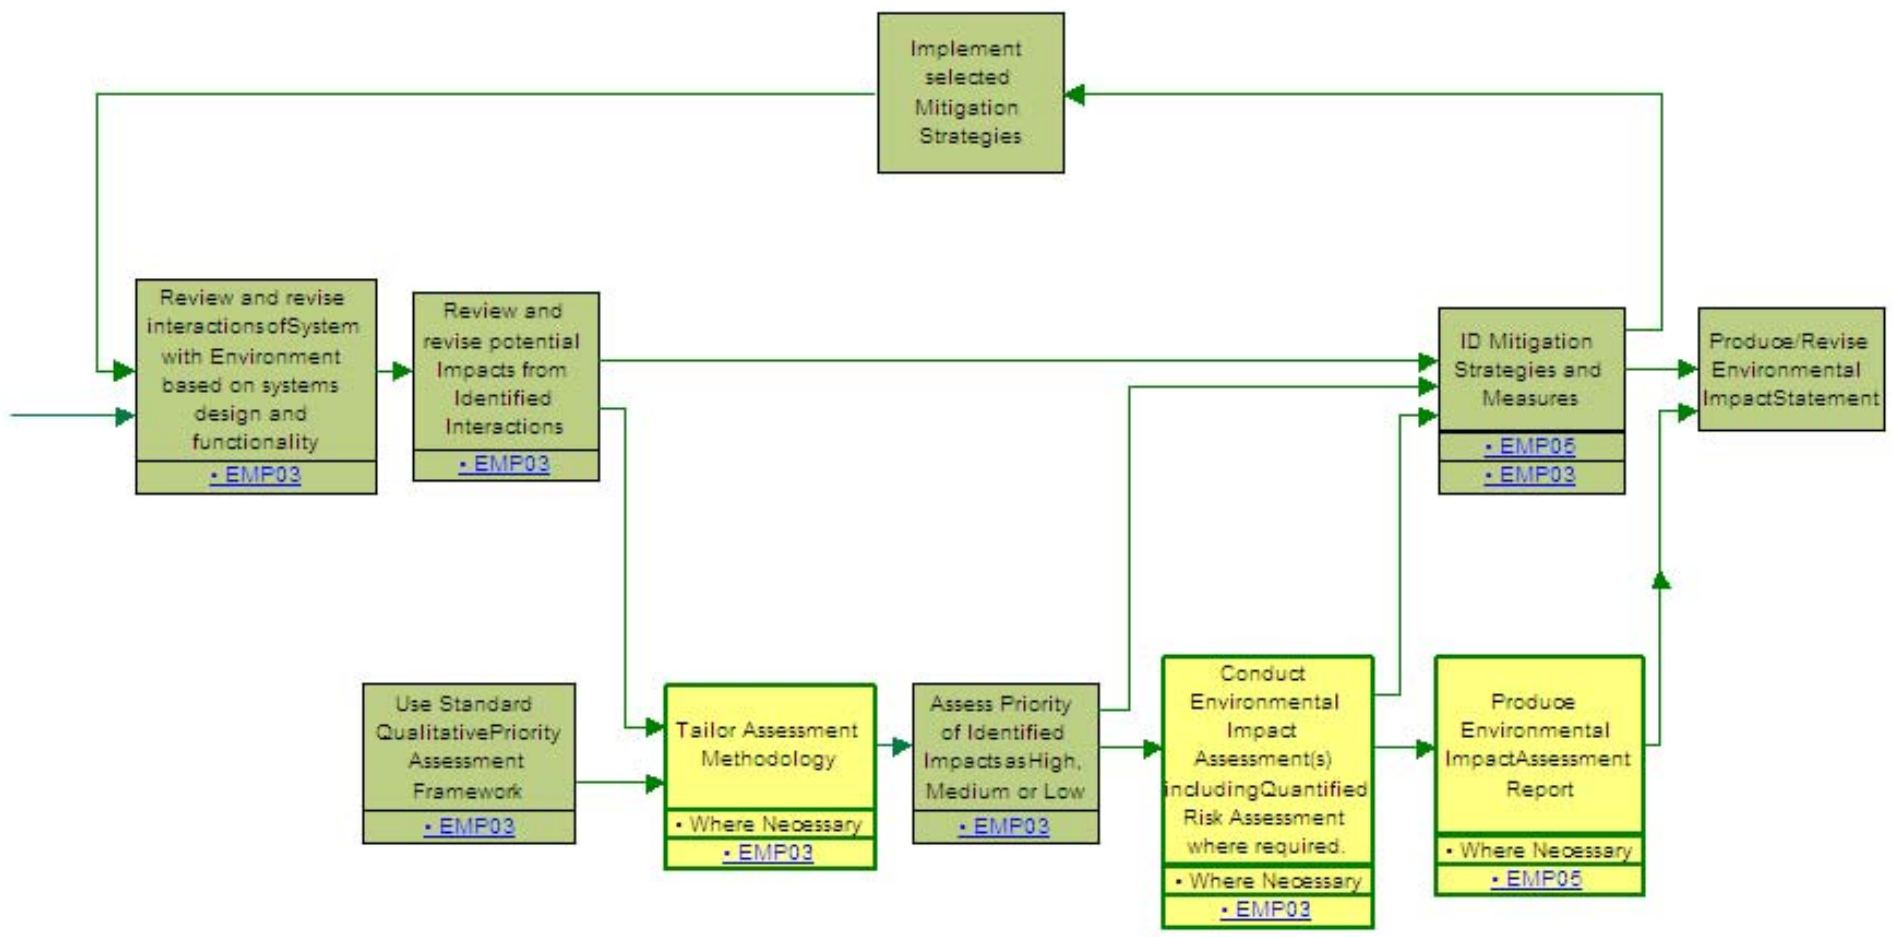 Implement
selected
Mitigation
Strategies
Review and revise
interactionsofSystem
with Environment
based on systems
design and
functionality
• EMP03
Review and
revise potential
Impacts from
Identified
Interactions
• EMP03
ID Mitigation
Strategies and
Measures
• EMP05
• EMP03
Produce/Revise
Environmental
ImpactStatement
Use Standard
QualitativePriority
Assessment
Framework
• EMP03
Tailor Assessment
Methodology
• Where Necessary
• EMP03
Assess Priority
of Identified
ImpactsasHigh,
Medium or Low
• EMP03
Conduct
Environmental
Impact
Assessment(s)
includingQuantified
Risk Assessment
where required.
• Where Necessary
• EMP03
Produce
Environmental
ImpactAssessment
Report
• Where Necessary
• EMP05